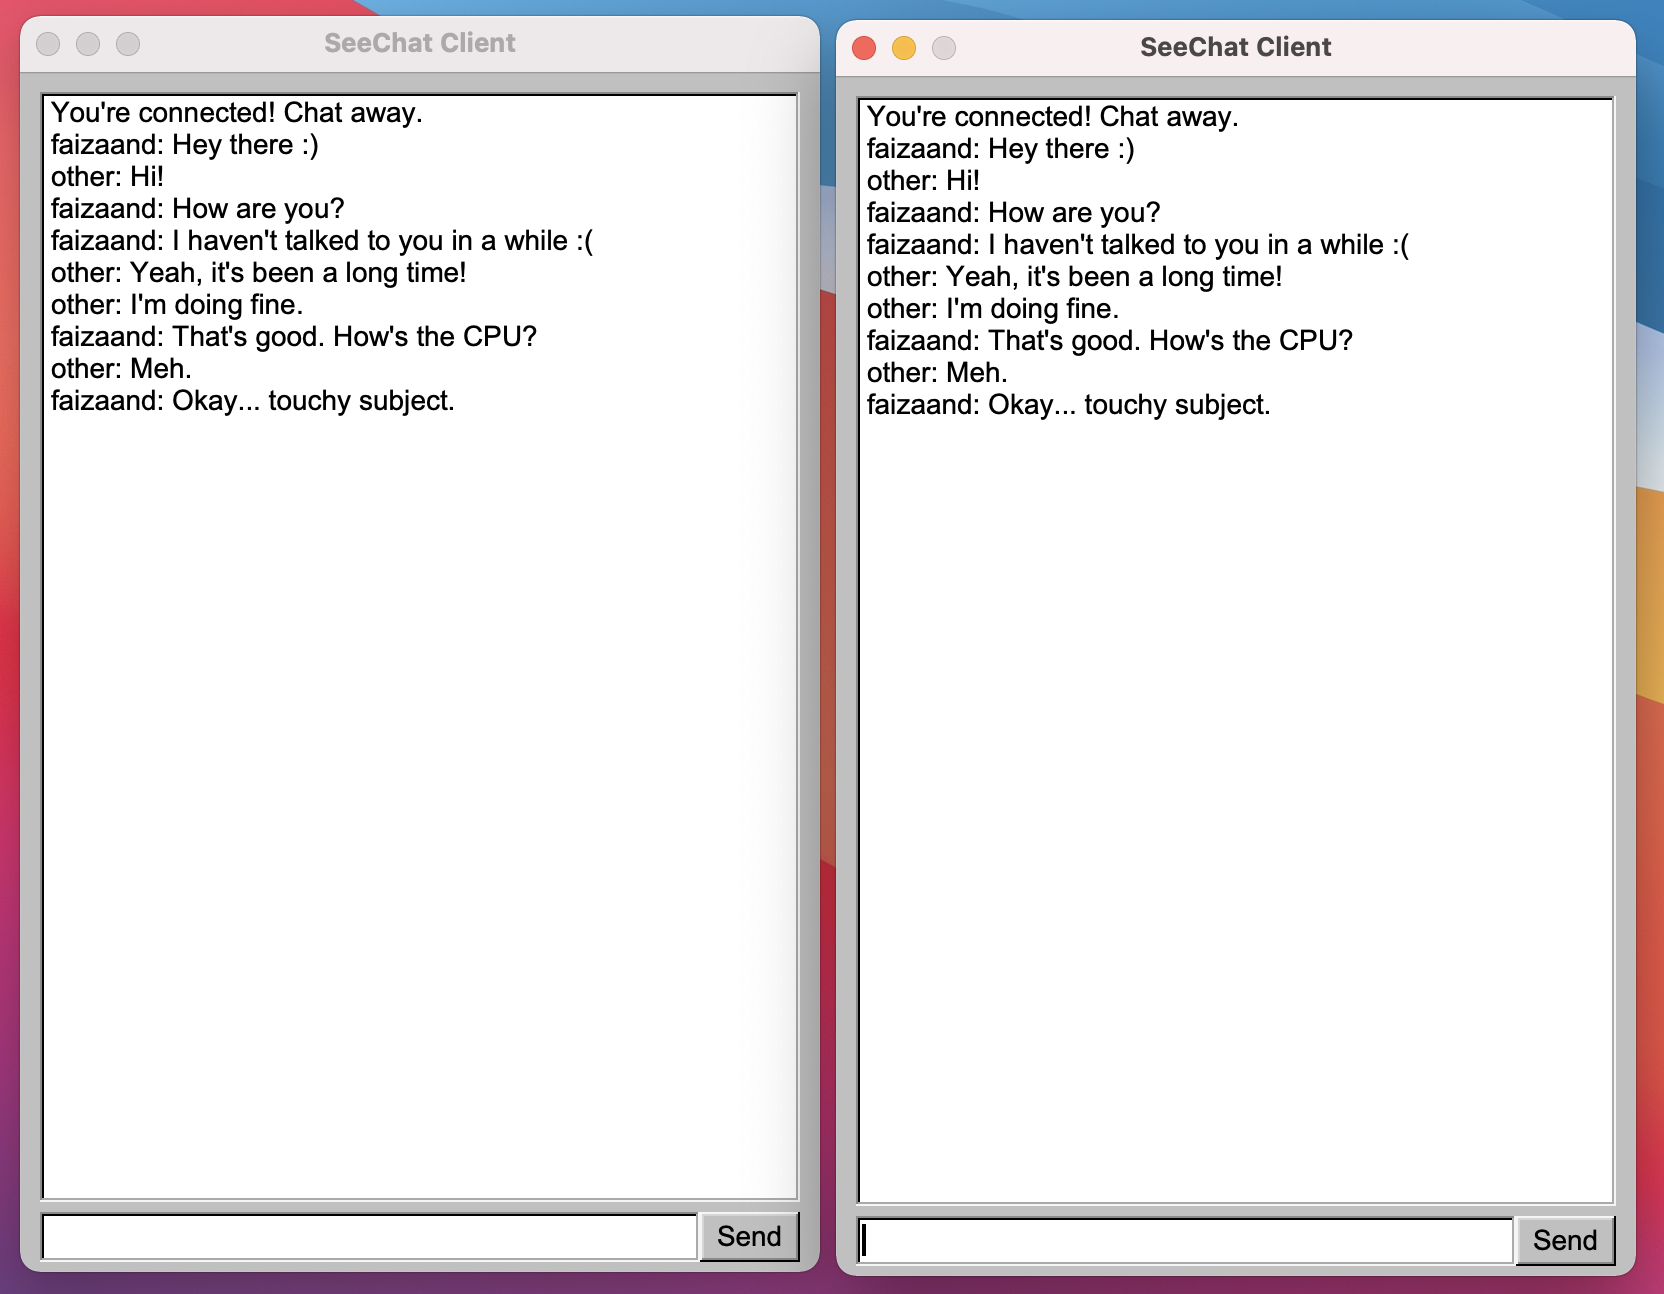 SeeChat Client
You're connected! Chat away.
faizaand: Hey there :)
other: Hi!
faizaand: How are you?
faizaand: I haven't talked to you in a while :(
other: Yeah, it's been a long time!
other: I'm doing fine.
faizaand: That's good. How's the CPU?
other: Meh.
faizaand: Okay... touchy subject.
Send
SeeChat Client
You're connected! Chat away.
faizaand: Hey there :)
other: Hi!
faizaand: How are you?
faizaand: I haven't talked to you in a while :(
other: Yeah, it's been a long time!
other: I'm doing fine.
faizaand: That's good. How's the CPU?
other: Meh.
faizaand: Okay... touchy subject.
Send